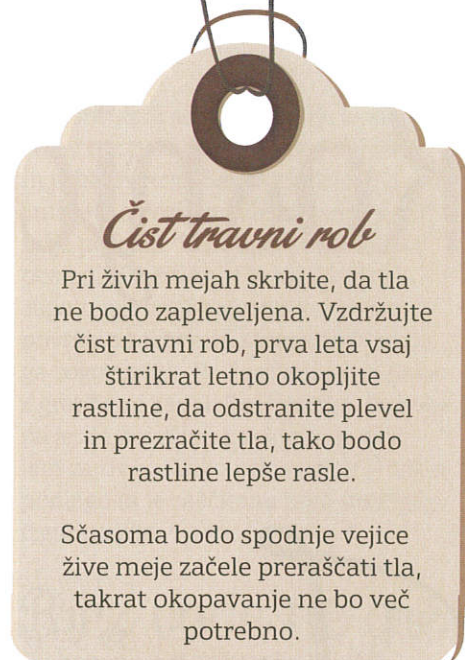 Čist travni rob
Pri živih mejah skrbite, da tla
ne bodo zapleveljena. Vzdržujte
čist travni rob, prva leta vsaj
štirikrat letno okopljite
rastline, da odstranite plevel
in prezračite tla, tako bodo
rastline lepše rasle.
Sčasoma bodo spodnje vejice
žive meje začele preraščati tla,
takrat okopavanje ne bo več
potrebno.